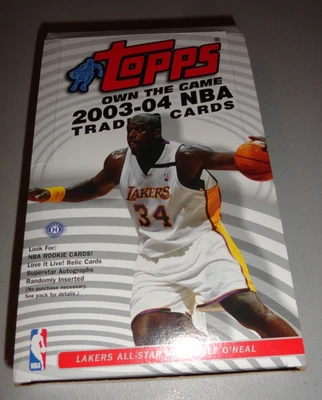 topps
OWN THE GAME
2003-04 NBA
TRAD CARDS
LAKERS
34
H
Look For:
NBA ROOKIE CARDS!
Love It Live! Relic Cards
Superstar Autographs
Randomly Inserted
(No purchase necessary.
See pack for details.)
NBA
LAKERS ALL-STAR O'NEAL